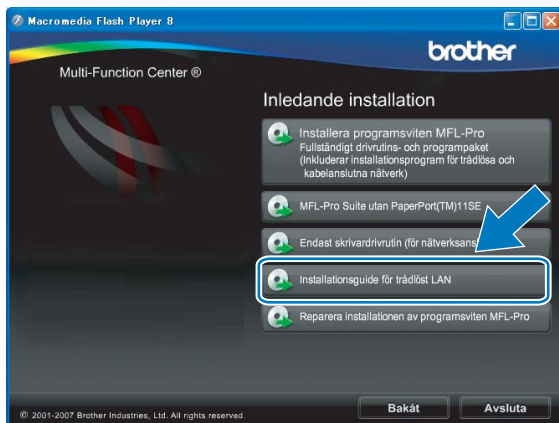 Macromedia Flash Player 8
brother
Multi-Function Center ®
Inledande installation
Installera programsviten MFL-Pro
Fullständigt drivrutins- och programpaket
(Inkluderar installationsprogram för trådlösa och
kabelanslutna nätverk)
MFL-Pro Suite utan PaperPort(TM)11SE
Endast skrivardrivrutin (för
Installationsguide för trådlöst LAN
Reparera installationen av programsviten MFL-Pro
© 2001-2007 Brother Industries, Ltd. All rights reserved.
Bakåt
Avsluta